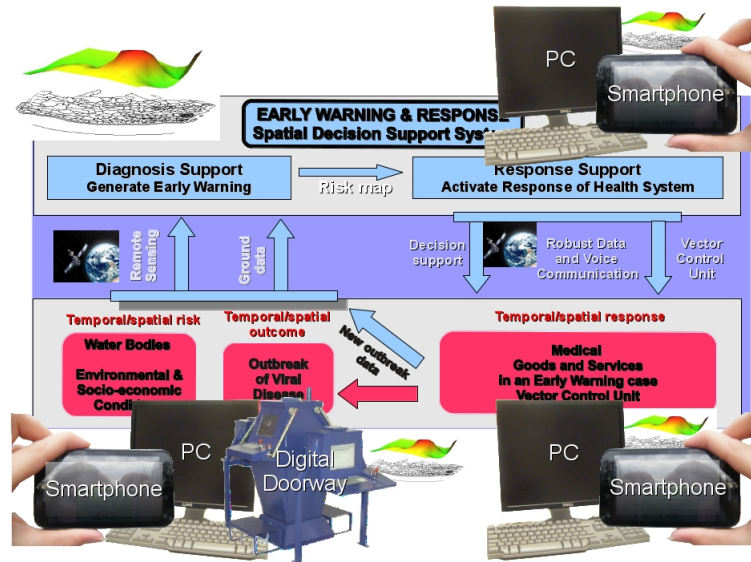 PC
Smartphone
EARLY WARNING & RESPONSE
Spatial Decision Support
Diagnosis Support
Generate Early Warning
Risk map
Response Support
Activate Response of Health System
Remote
Sensing
Ground
data
Decision
support
Robust Data
and Voice
Communication
Vector
Control
Unit
Temporal/spatial risk
Temporal/spatial
outcome
New outbreak
data
Temporal/spatial response
Water Bodies
Environmental &
Socio-economic
Outbreak
of Viral
Disease
Medical
Goods and Services
in an Early Warning case
Vector Control Unit
Smartphone
PC
Digital
Doorway
PC
Smartphone